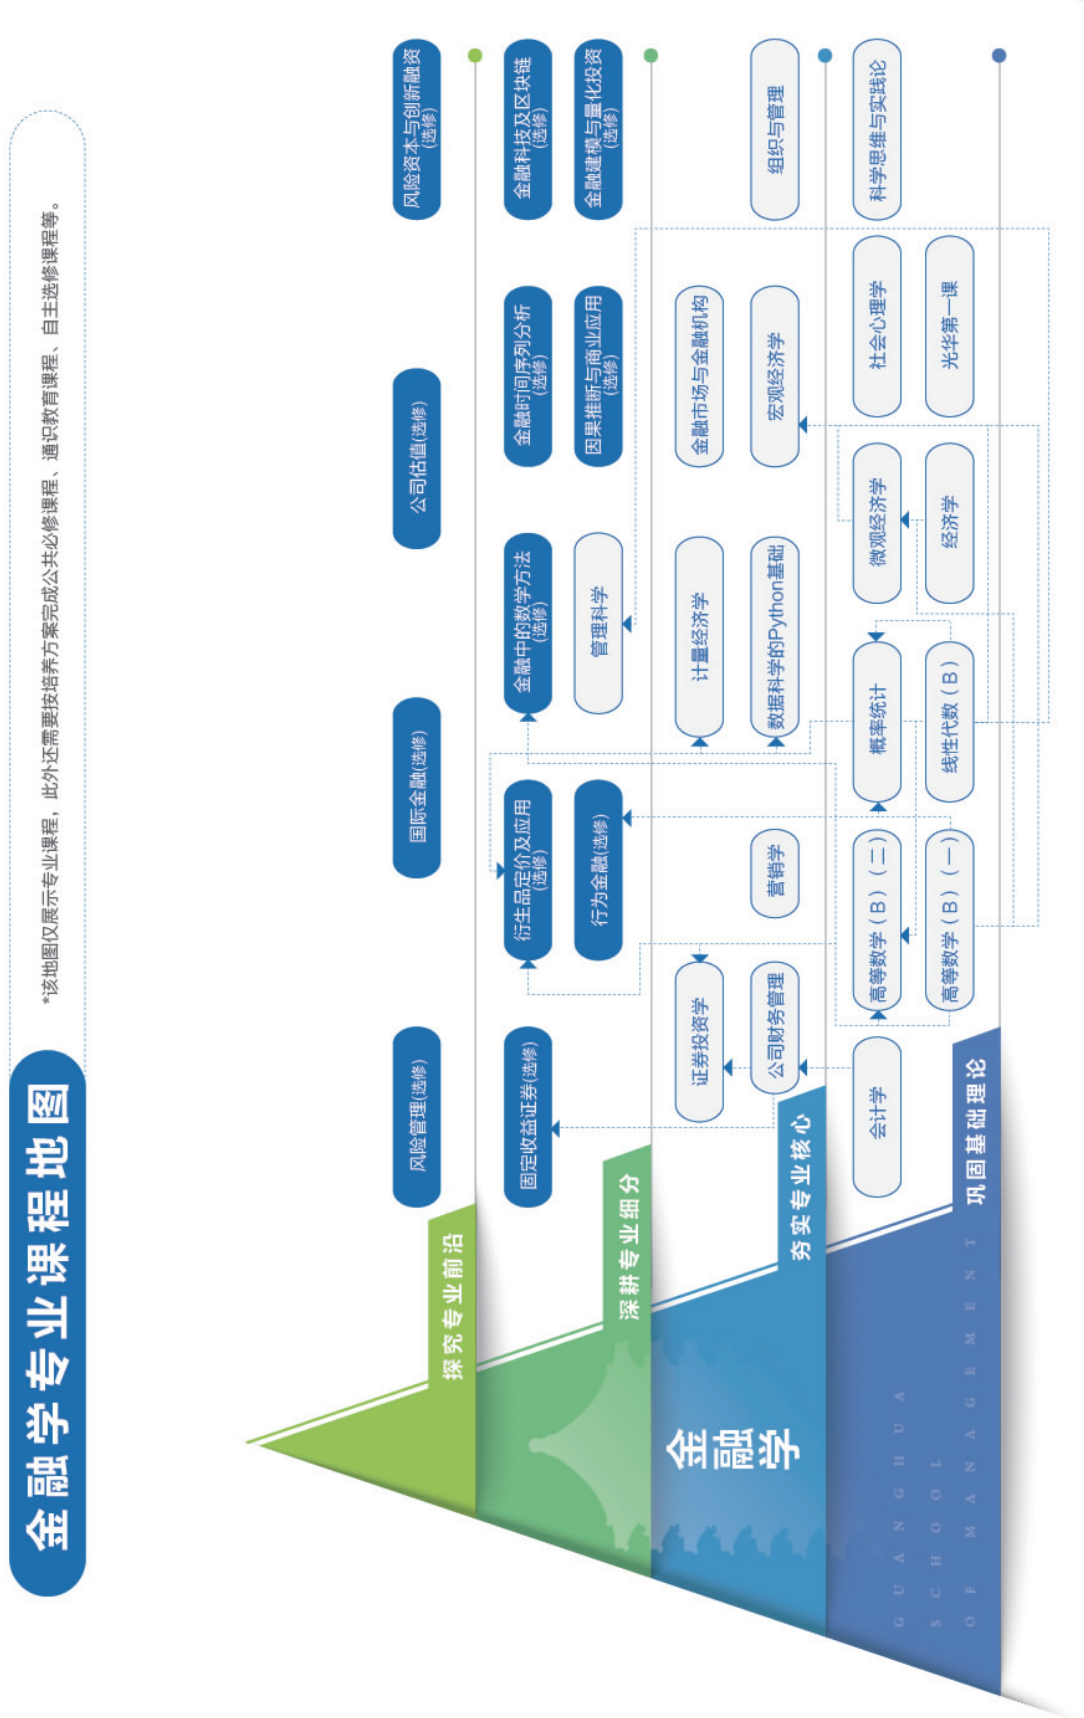 金融学专业课程地图
*该地图仅展示专业课程，此外还需要按培养方案完成公共必修课程、通识教育课程、自主选修课程等。
探究专业前沿
风险管理(选修)
国际金融(选修)
公司估值(选修)
风险资本与创新融资
(选修)
深耕专业细分
固定收益证券(选修)
衍生品定价及应用
(选修)
金融中的数学方法
(选修)
金融时间序列分析
(选修)
金融科技及区块链
(选修)
行为金融(选修)
管理科学
因果推断与商业应用
(选修)
金融建模与量化投资
(选修)
金融学
夯实专业核心
证券投资学
计量经济学
金融市场与金融机构
公司财务管理
营销学
数据科学的Python基础
宏观经济学
组织与管理
巩固基础理论
会计学
高等数学（B）（二）
概率统计
微观经济学
社会心理学
科学思维与实践论
高等数学（B）（一）
线性代数（B）
经济学
光华第一课
GUANGHUA
SCHOOL
OF MANAGEMENT